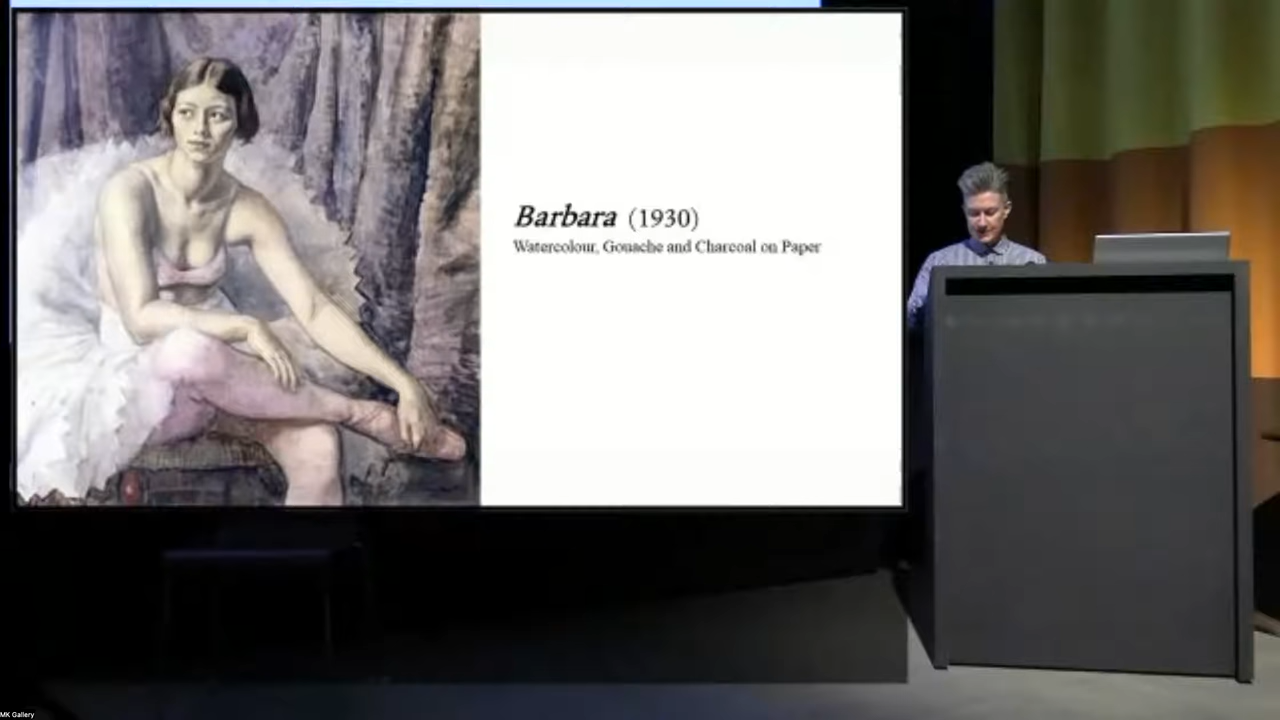 Barbara (1930)
Watercolour, Gouache and Charcoal on Paper
MK Gallery